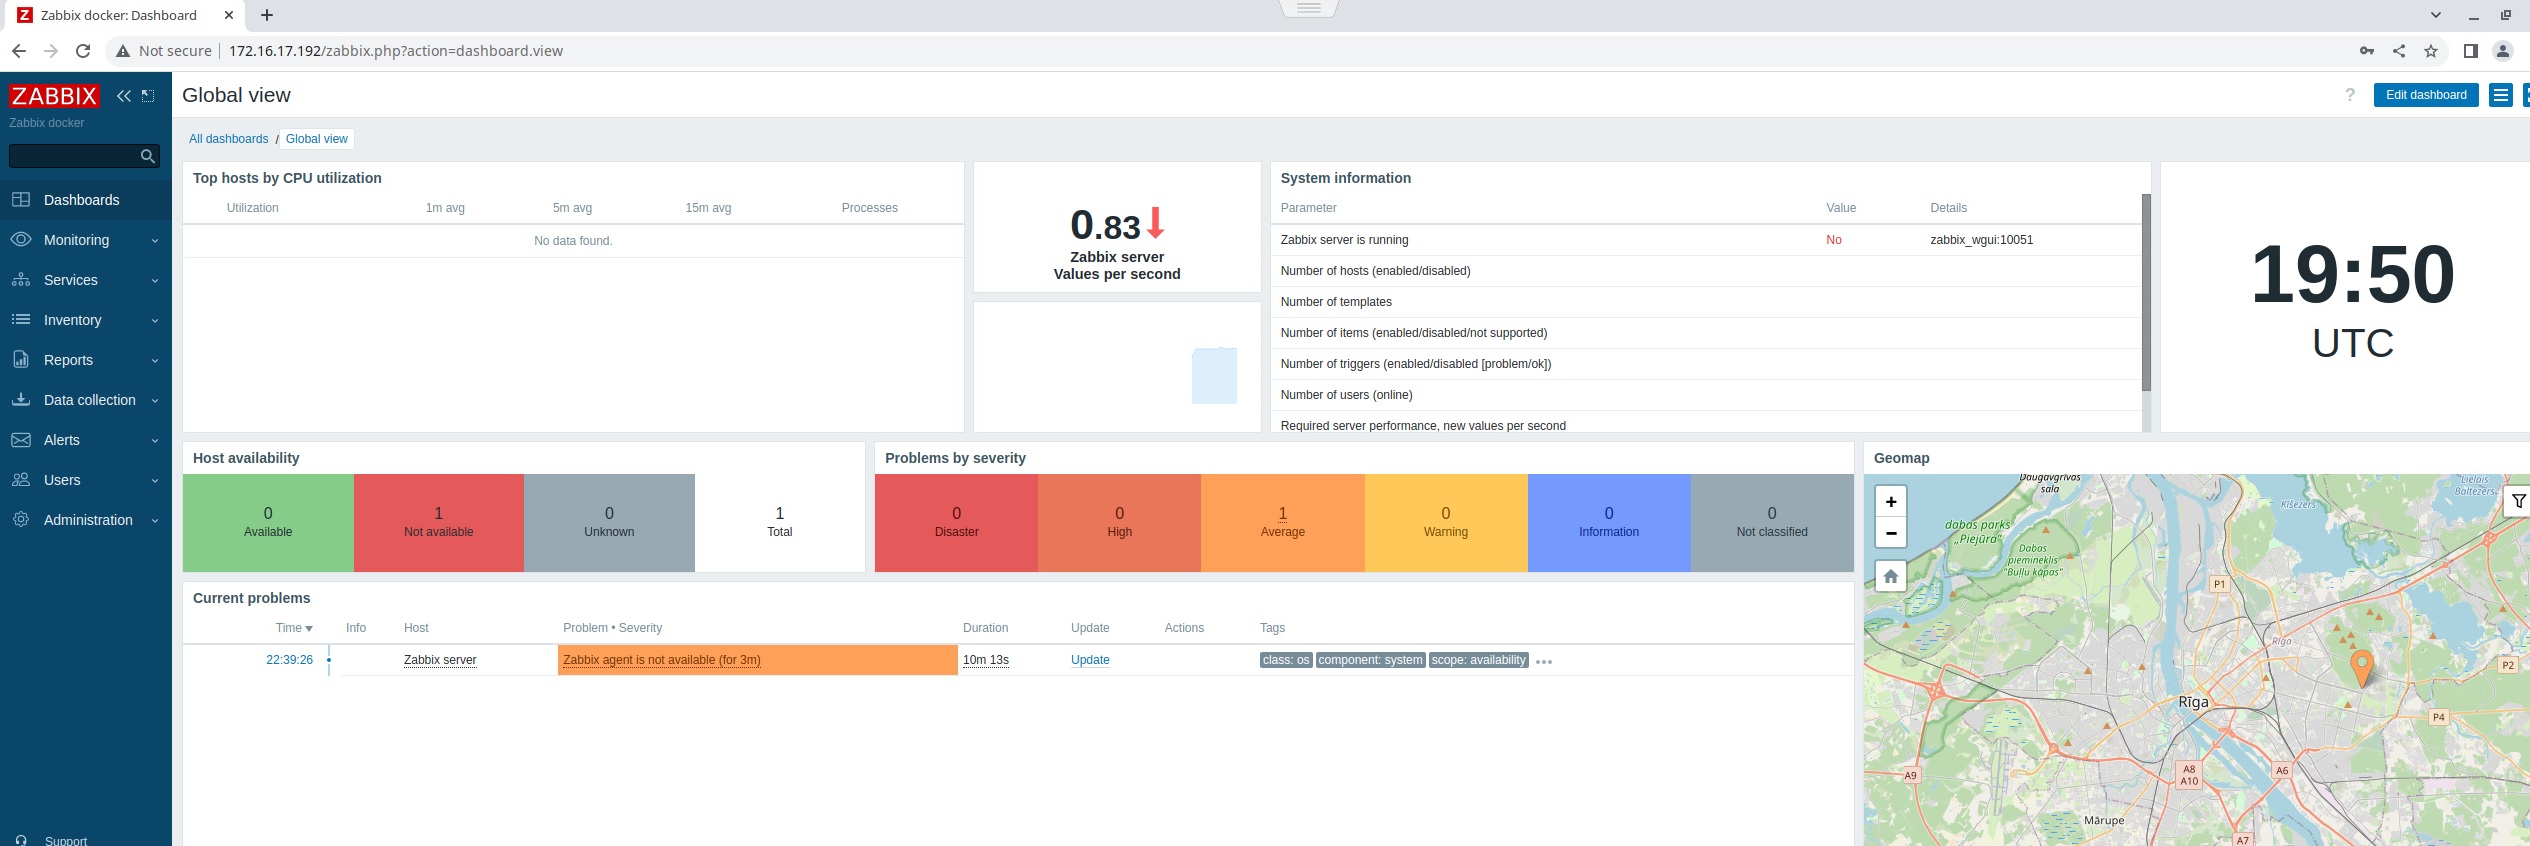 Zabbix docker: Dashboard
Not secure 172.16.17.192/zabbix.php?action=dashboard.view
ZABBIX
Zabbix docker
Dashboards
Monitoring
Services
Inventory
Reports
Data collection
Alerts
Users
Administration
Support
Global view
? Edit dashboard
All dashboards / Global view
Top hosts by CPU utilization
Utilization 1m avg 5m avg 15m avg Processes
No data found.
0.83
Zabbix server
Values per second
System information
Parameter Value Details
Zabbix server is running No zabbix_wgui:10051
Number of hosts (enabled/disabled)
Number of templates
Number of items (enabled/disabled/not supported)
Number of triggers (enabled/disabled [problem/ok])
Number of users (online)
Required server performance, new values per second
19:50
UTC
Host availability
0 1 0 1
Available Not available Unknown Total
Problems by severity
0 0 1 0 0 0
Disaster High Average Warning Information Not classified
Geomap
+
−
Daugavgrīvas
sala
dabas parks
„Piejūra"
Dabas
piemineklis
"Buļļu kāpas"
Ķīšezers
Lielais
Baltezers
P1
Rīga
P2
Rīga
P4
A9
A8
A10
A6
Mārupe
A7
Current problems
Time Info Host Problem • Severity Duration Update Actions Tags
22:39:26 Zabbix server Zabbix agent is not available (for 3m) 10m 13s Update class: os component: system scope: availability